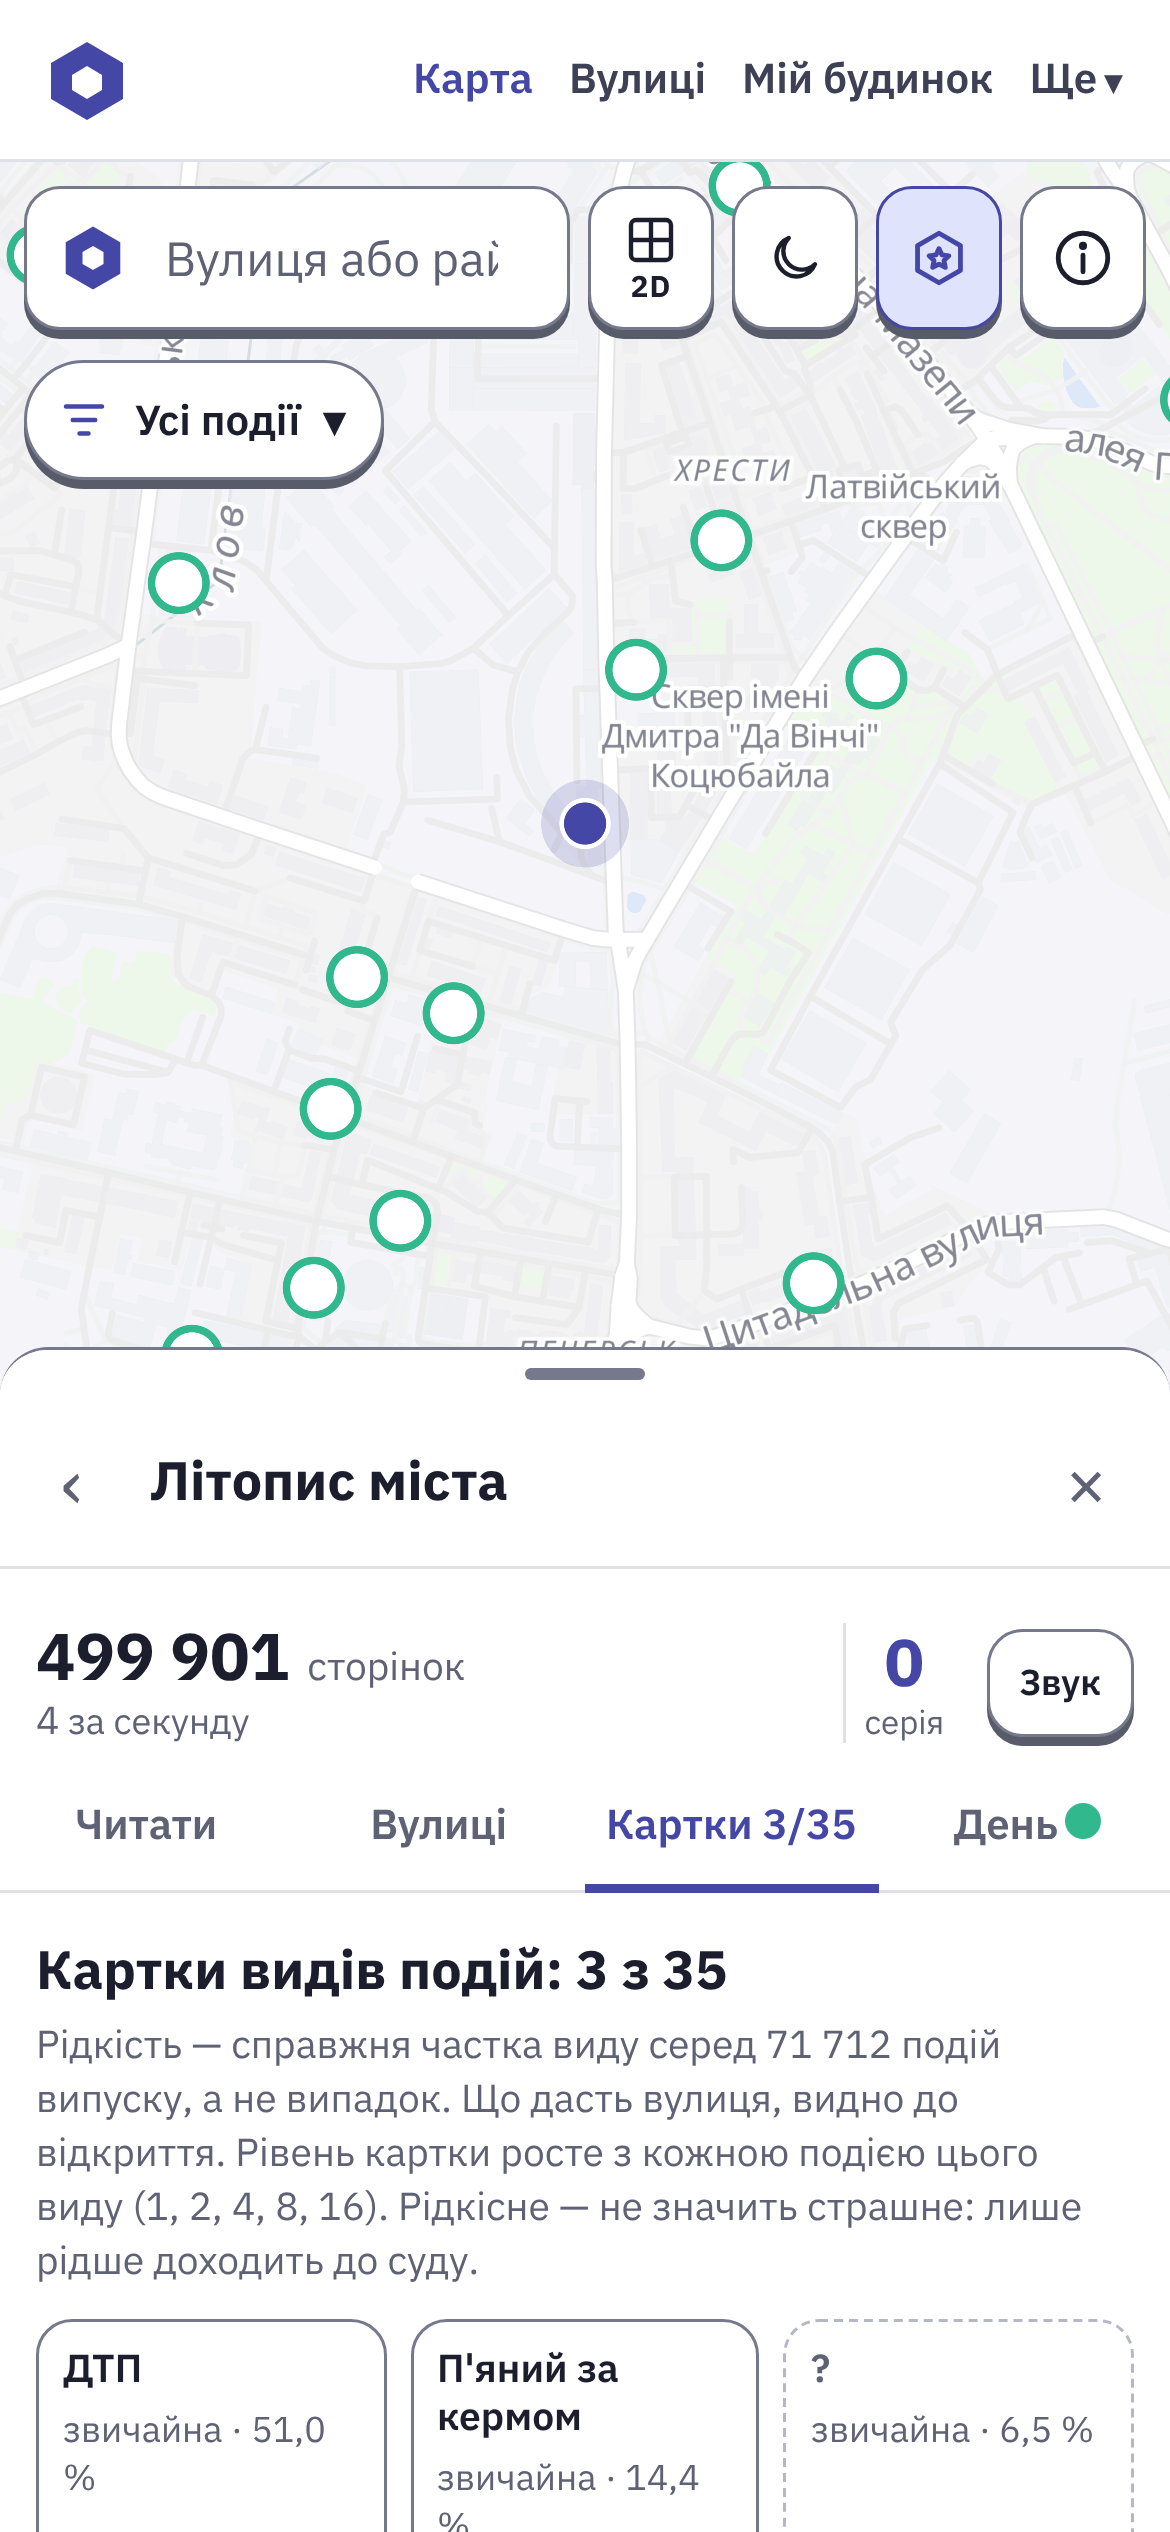 Карта Вулиці Мій будинок Ще ▾
Вулиця або рай
2D
Усі події ▼
а Мазепи
алея П
ХРЕСТИ
Латвійський
сквер
Сквер імені
Дмитра "Да Вінчі"
Коцюбайла
вулиця
ПЕЧЕРСЬК
Літопис міста
499 901 сторінок
4 за секунду
0
серія
Звук
Читати Вулиці Картки 3/35 День
Картки видів подій: 3 з 35
Рідкість — справжня частка виду серед 71 712 подій
випуску, а не випадок. Що дасть вулиця, видно до
відкриття. Рівень картки росте з кожною подією цього
виду (1, 2, 4, 8, 16). Рідкісне — не значить страшне: лише
рідше доходить до суду.
ДТП
звичайна · 51,0
%
П'яний за
кермом
звичайна · 14,4
%
?
звичайна · 6,5 %